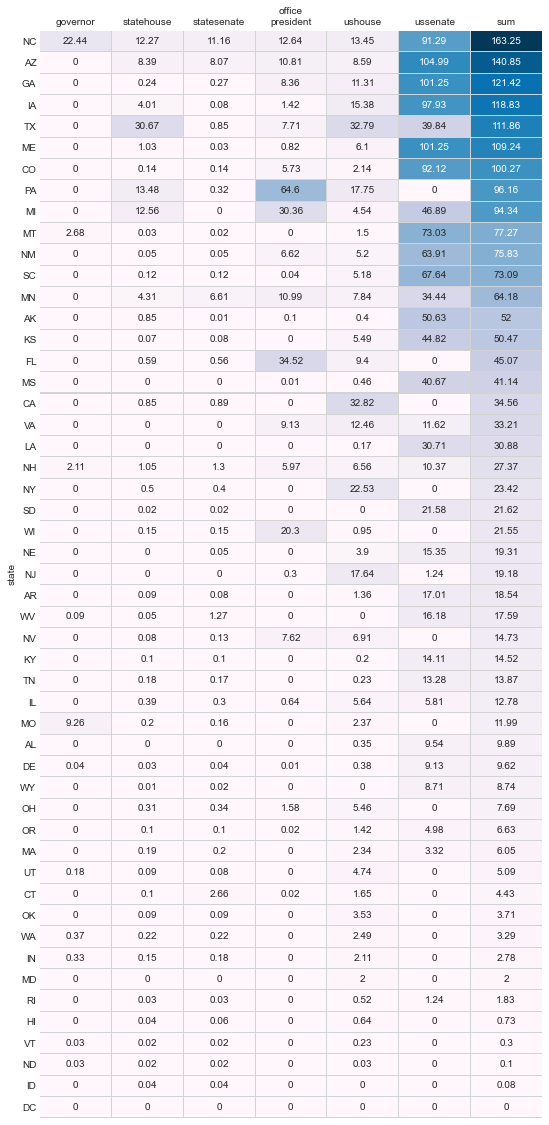 office
governor statehouse statesenate president ushouse ussenate sum
NC 22.44 12.27 11.16 12.64 13.45 91.29 163.25
AZ 0 8.39 8.07 10.81 8.59 104.99 140.85
GA 0 0.24 0.27 8.36 11.31 101.25 121.42
IA 0 4.01 0.08 1.42 15.38 97.93 118.83
TX 0 30.67 0.85 7.71 32.79 39.84 111.86
ME 0 1.03 0.03 0.82 6.1 101.25 109.24
CO 0 0.14 0.14 5.73 2.14 92.12 100.27
PA 0 13.48 0.32 64.6 17.75 0 96.16
MI 0 12.56 0 30.36 4.54 46.89 94.34
MT 2.68 0.03 0.02 0 1.5 73.03 77.27
NM 0 0.05 0.05 6.62 5.2 63.91 75.83
SC 0 0.12 0.12 0.04 5.18 67.64 73.09
MN 0 4.31 6.61 10.99 7.84 34.44 64.18
AK 0 0.85 0.01 0.1 0.4 50.63 52
KS 0 0.07 0.08 0 5.49 44.82 50.47
FL 0 0.59 0.56 34.52 9.4 0 45.07
MS 0 0 0 0.01 0.46 40.67 41.14
CA 0 0.85 0.89 0 32.82 0 34.56
VA 0 0 0 9.13 12.46 11.62 33.21
LA 0 0 0 0 0.17 30.71 30.88
NH 2.11 1.05 1.3 5.97 6.56 10.37 27.37
NY 0 0.5 0.4 0 22.53 0 23.42
SD 0 0.02 0.02 0 0 21.58 21.62
WI 0 0.15 0.15 20.3 0.95 0 21.55
NE 0 0 0.05 0 3.9 15.35 19.31
state
NJ 0 0 0 0.3 17.64 1.24 19.18
AR 0 0.09 0.08 0 1.36 17.01 18.54
WV 0.09 0.05 1.27 0 0 16.18 17.59
NV 0 0.08 0.13 7.62 6.91 0 14.73
KY 0 0.1 0.1 0 0.2 14.11 14.52
TN 0 0.18 0.17 0 0.23 13.28 13.87
IL 0 0.39 0.3 0.64 5.64 5.81 12.78
MO 9.26 0.2 0.16 0 2.37 0 11.99
AL 0 0 0 0 0.35 9.54 9.89
DE 0.04 0.03 0.04 0.01 0.38 9.13 9.62
WY 0 0.01 0.02 0 0 8.71 8.74
OH 0 0.31 0.34 1.58 5.46 0 7.69
OR 0 0.1 0.1 0.02 1.42 4.98 6.63
MA 0 0.19 0.2 0 2.34 3.32 6.05
UT 0.18 0.09 0.08 0 4.74 0 5.09
CT 0 0.1 2.66 0.02 1.65 0 4.43
OK 0 0.09 0.09 0 3.53 0 3.71
WA 0.37 0.22 0.22 0 2.49 0 3.29
IN 0.33 0.15 0.18 0 2.11 0 2.78
MD 0 0 0 0 2 0 2
RI 0 0.03 0.03 0 0.52 1.24 1.83
HI 0 0.04 0.06 0 0.64 0 0.73
VT 0.03 0.02 0.02 0 0.23 0 0.3
ND 0.03 0.02 0.02 0 0.03 0 0.1
ID 0 0.04 0.04 0 0 0 0.08
DC 0 0 0 0 0 0 0